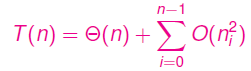 T(n) = Θ(n) + ∑_{i=0}^{n−1} O(n_i^2)